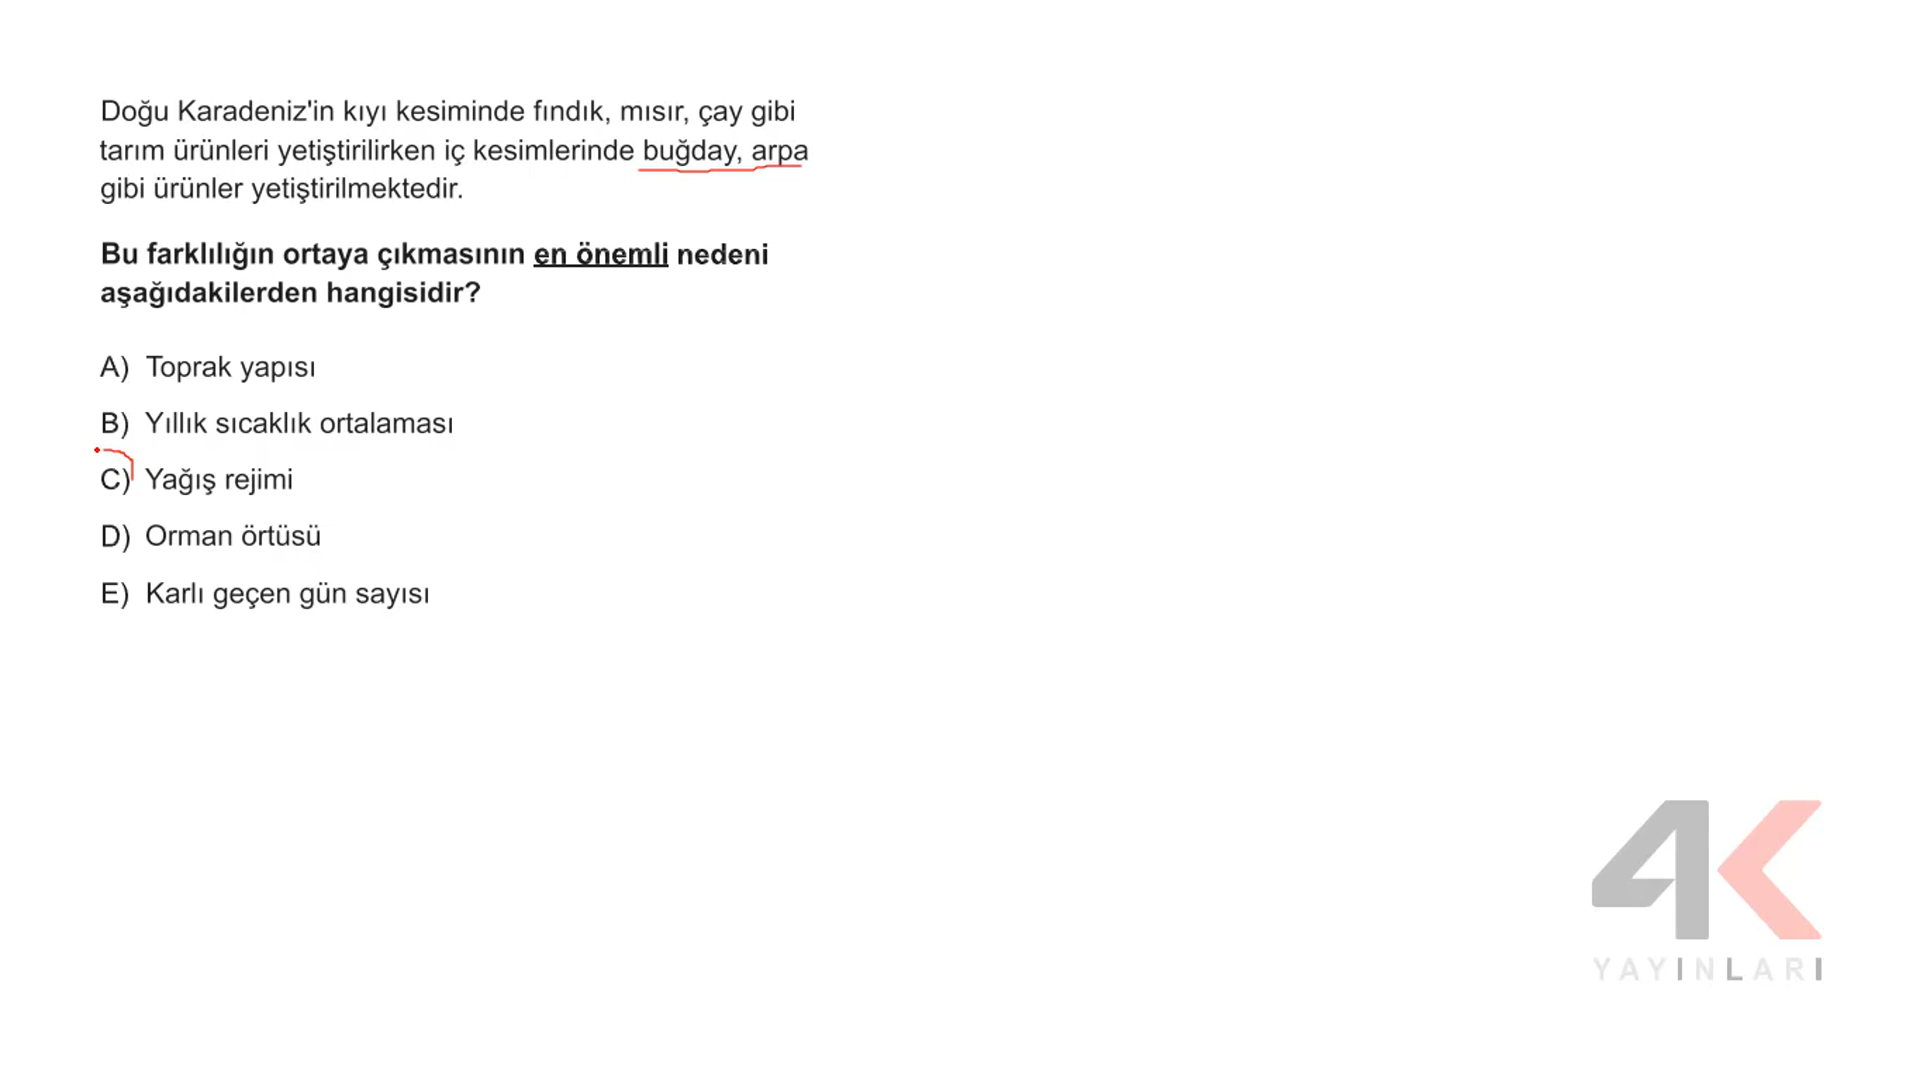 Doğu Karadeniz'in kıyı kesiminde fındık, mısır, çay gibi
tarım ürünleri yetiştirilirken iç kesimlerinde buğday, arpa
gibi ürünler yetiştirilmektedir.
Bu farklılığın ortaya çıkmasının en önemli nedeni
aşağıdakilerden hangisidir?
A) Toprak yapısı
B) Yıllık sıcaklık ortalaması
C) Yağış rejimi
D) Orman örtüsü
E) Karlı geçen gün sayısı
4K
YAYINLARI